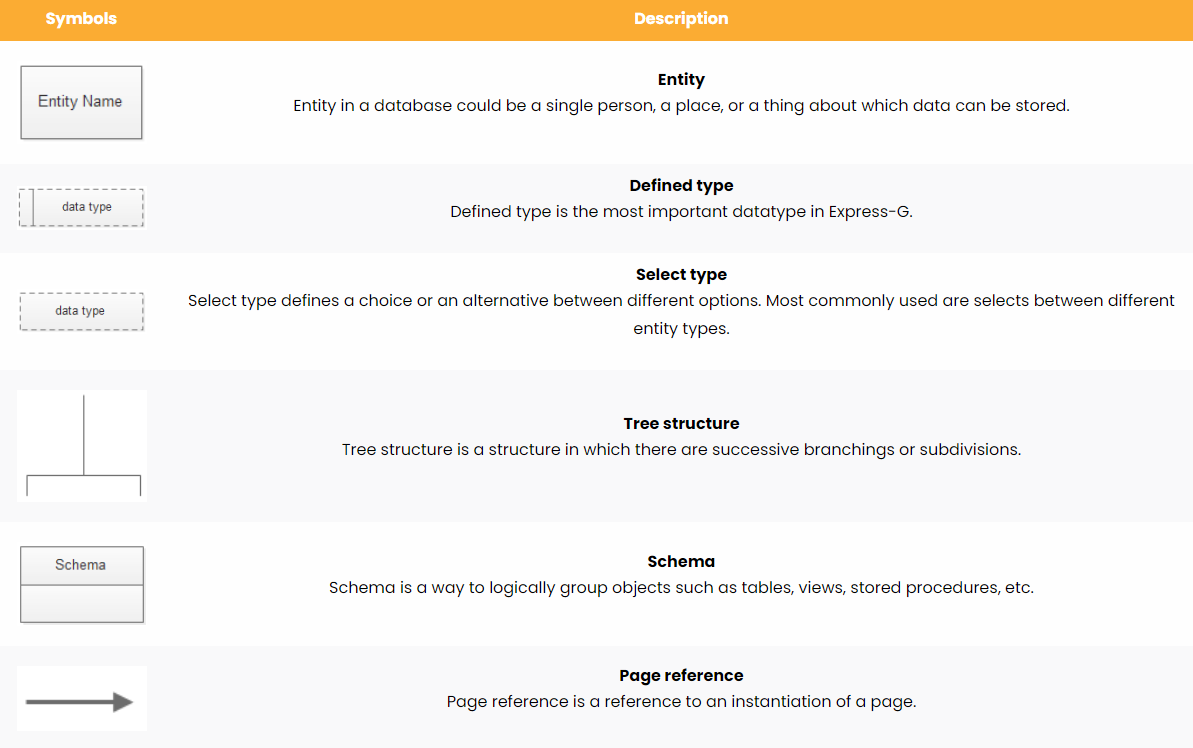 Symbols
Description
Entity Name
Entity
Entity in a database could be a single person, a place, or a thing about which data can be stored.
data type
Defined type
Defined type is the most important datatype in Express-G.
data type
Select type
Select type defines a choice or an alternative between different options. Most commonly used are selects between different
entity types.
Tree structure
Tree structure is a structure in which there are successive branchings or subdivisions.
Schema
Schema
Schema is a way to logically group objects such as tables, views, stored procedures, etc.
Page reference
Page reference is a reference to an instantiation of a page.